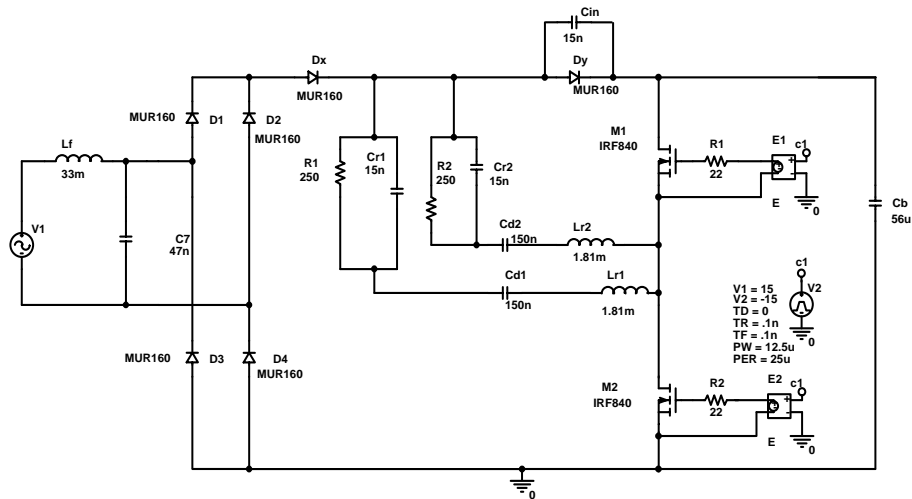 Cin
15n
Dx
MUR160
Dy
MUR160
MUR160
D1
D2
MUR160
Lf
33m
M1
IRF840
R1
22
E1
c1
E
0
R1
250
Cr1
15n
R2
250
Cr2
15n
Cb
56u
V1
C7
47n
Cd2
150n
Lr2
1.81m
Cd1
150n
Lr1
1.81m
c1
V2
0
V1 = 15
V2 = -15
TD = 0
TR = .1n
TF = .1n
PW = 12.5u
PER = 25u
MUR160
D3
D4
MUR160
M2
IRF840
R2
22
E2
c1
E
0
0